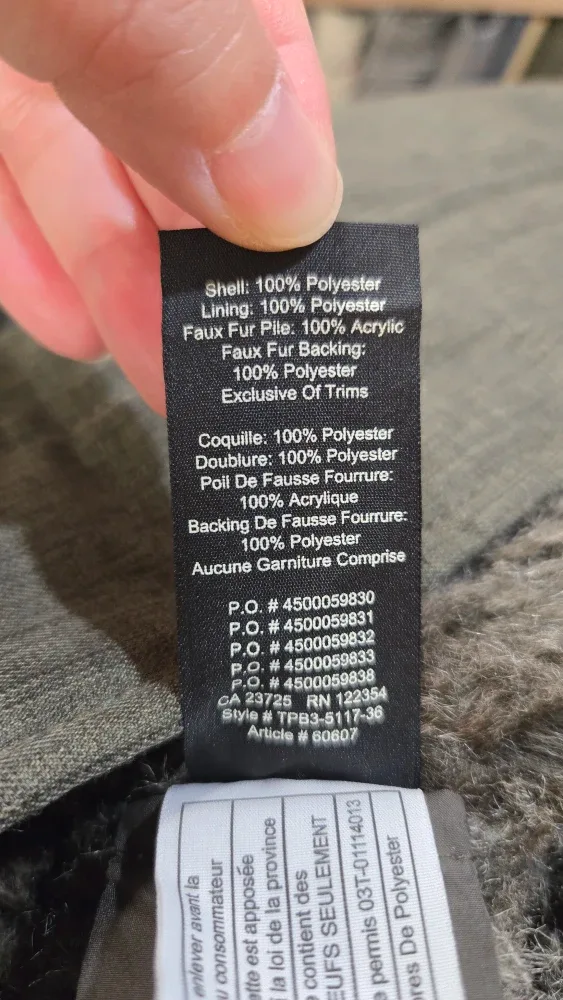 Shell: 100% Polyester
Lining: 100% Polyester
Faux Fur Pile: 100% Acrylic
Faux Fur Backing:
100% Polyester
Exclusive Of Trims
Coquille: 100% Polyester
Doublure: 100% Polyester
Poil De Fausse Fourrure:
100% Acrylique
Backing De Fausse Fourrure:
100% Polyester
Aucune Garniture Comprise
P.O. # 4500059830
P.O. # 4500059831
P.O. # 4500059832
P.O. # 4500059833
P.O. # 4500059838
CA 23725 RN 122354
Style # TPB3-5117-36
Article # 60607
enlever avant la
consommateur
est apposée
la loi de la province
contient des
SEULEMENT
permis 03T-01114013
De Polyester